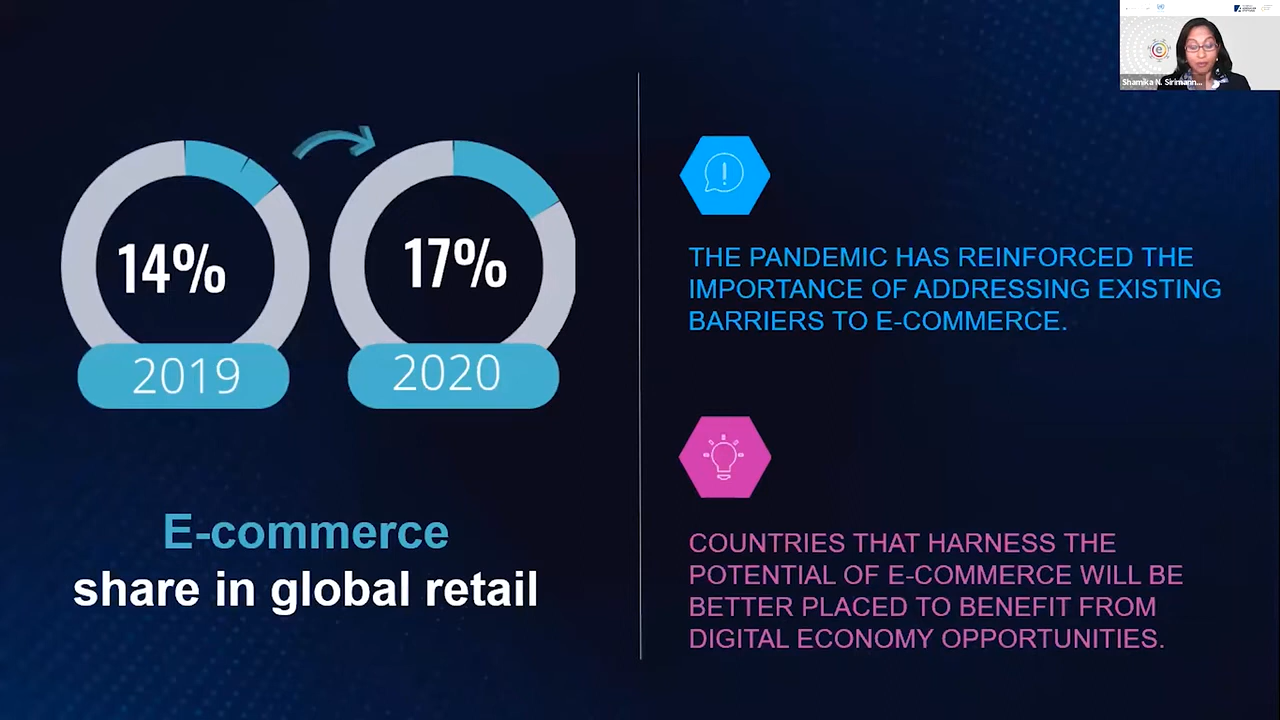 Shamika N. Sirimann...
14%
17%
2019
2020
E-commerce
share in global retail
THE PANDEMIC HAS REINFORCED THE
IMPORTANCE OF ADDRESSING EXISTING
BARRIERS TO E-COMMERCE.
COUNTRIES THAT HARNESS THE
POTENTIAL OF E-COMMERCE WILL BE
BETTER PLACED TO BENEFIT FROM
DIGITAL ECONOMY OPPORTUNITIES.